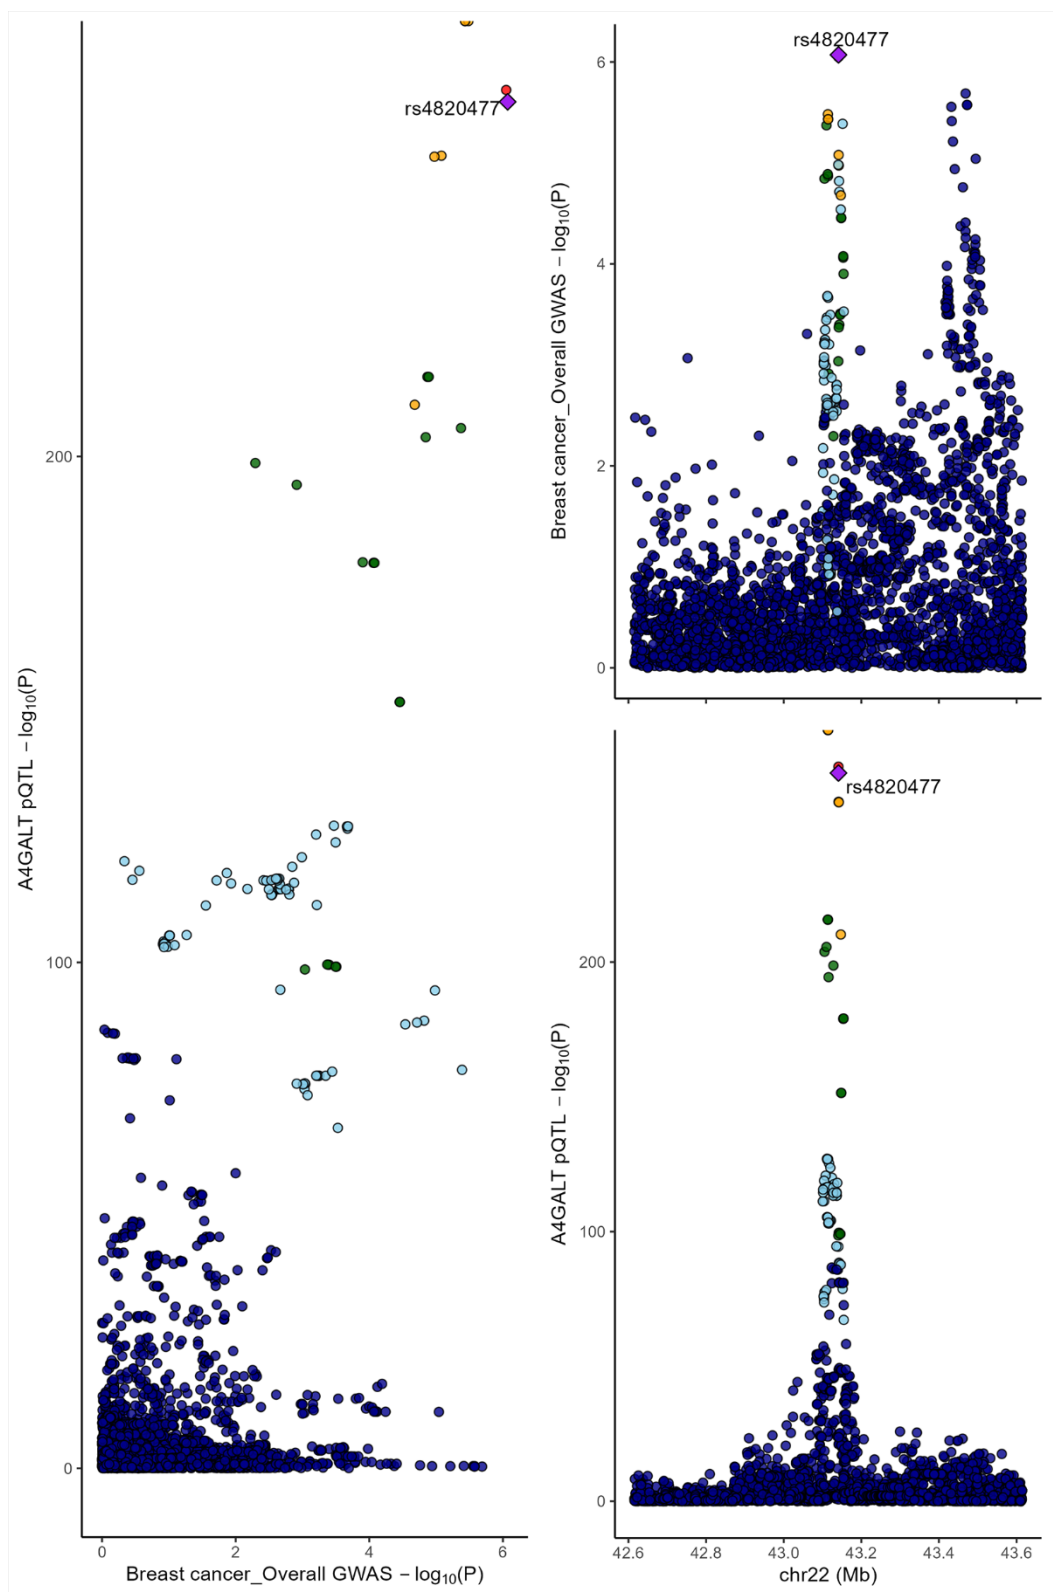 rs4820477
A4GALT pQTL − log₁₀(P)
200
100
0
0 2 4 6
Breast cancer_Overall GWAS − log₁₀(P)
rs4820477
Breast cancer_Overall GWAS − log₁₀(P)
6
4
2
0
rs4820477
A4GALT pQTL − log₁₀(P)
200
100
0
42.6 42.8 43.0 43.2 43.4 43.6
chr22 (Mb)